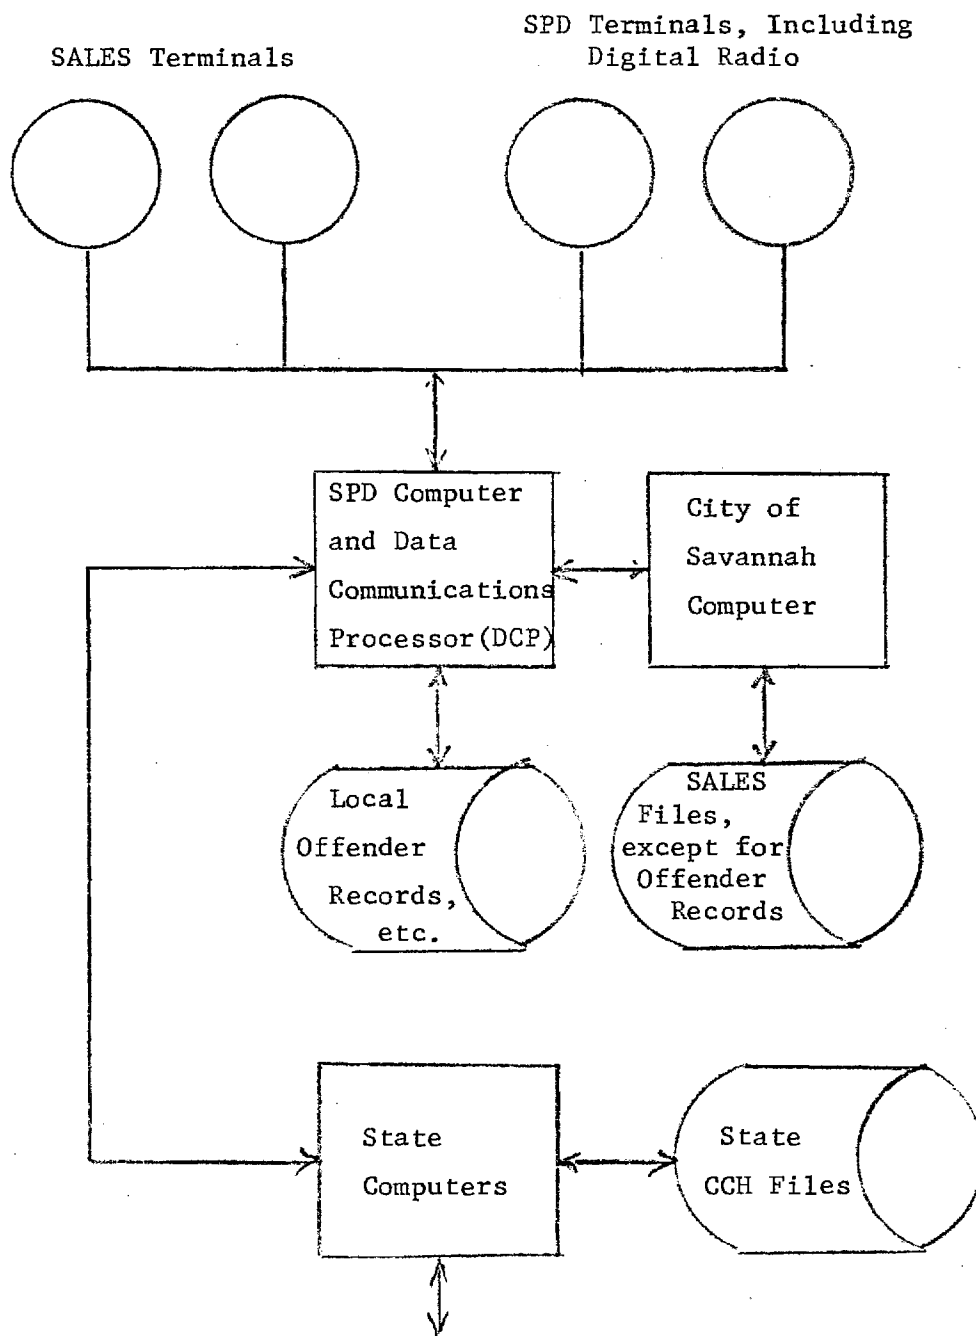 SPD Terminals, Including
Digital Radio
SALES Terminals
SPD Computer
and Data
Communications
Processor(DCP)
City of
Savannah
Computer
Local
Offender
Records,
etc.
SALES
Files,
except for
Offender
Records
State
Computers
State
CCH Files